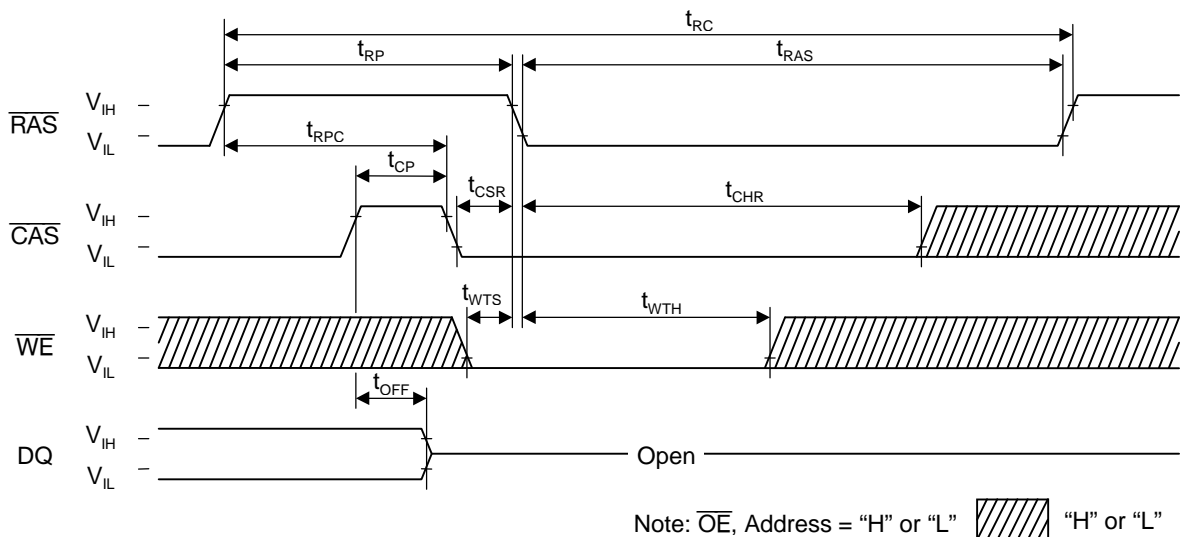 tRC
tRP
tRAS
RAS
VIH
VIL
tRPC
tCP
tCSR
tCHR
CAS
VIH
VIL
tWTS
tWTH
WE
VIH
VIL
tOFF
DQ
VIH
VIL
Open
Note: OE, Address = “H” or “L” “H” or “L”